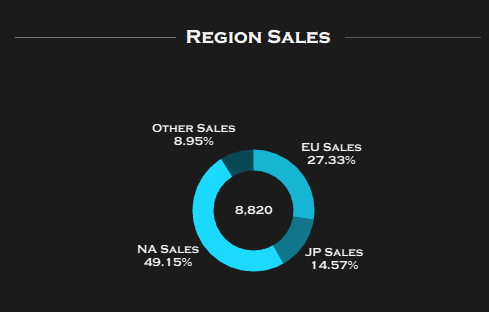 Region Sales
Other Sales
8.95%
EU Sales
27.33%
8,820
NA Sales
49.15%
JP Sales
14.57%